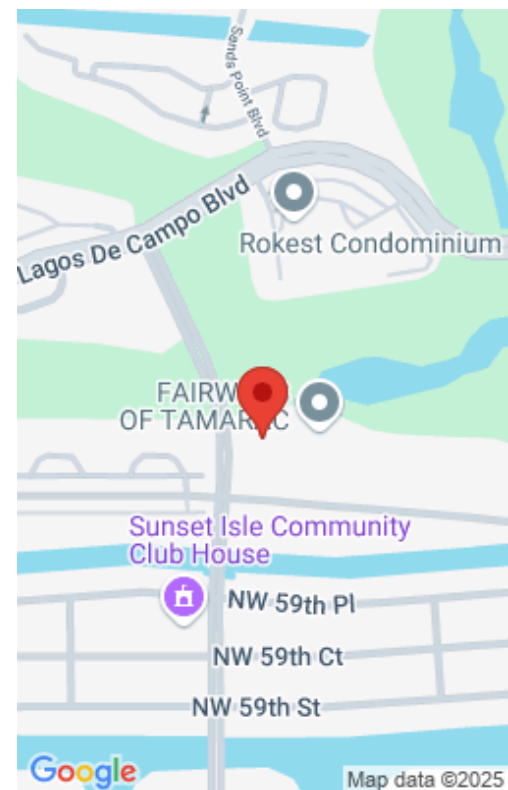 Sands Point Blvd
Lagos De Campo Blvd
Rokest Condominium
FAIRW
OF TAMARAC
Sunset Isle Community
Club House
NW 59th Pl
NW 59th Ct
NW 59th St
Google
Map data ©2025